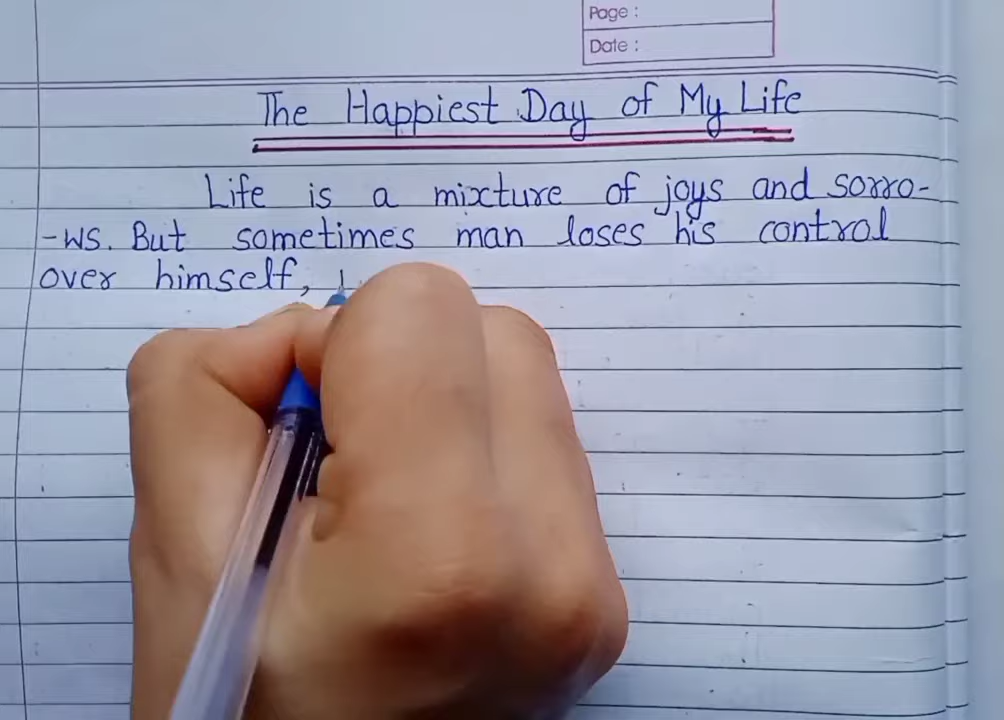 Page :
Date :
The Happiest Day of My Life
Life is a mixture of joys and sorro-
-ws. But sometimes man loses his control
over himself,